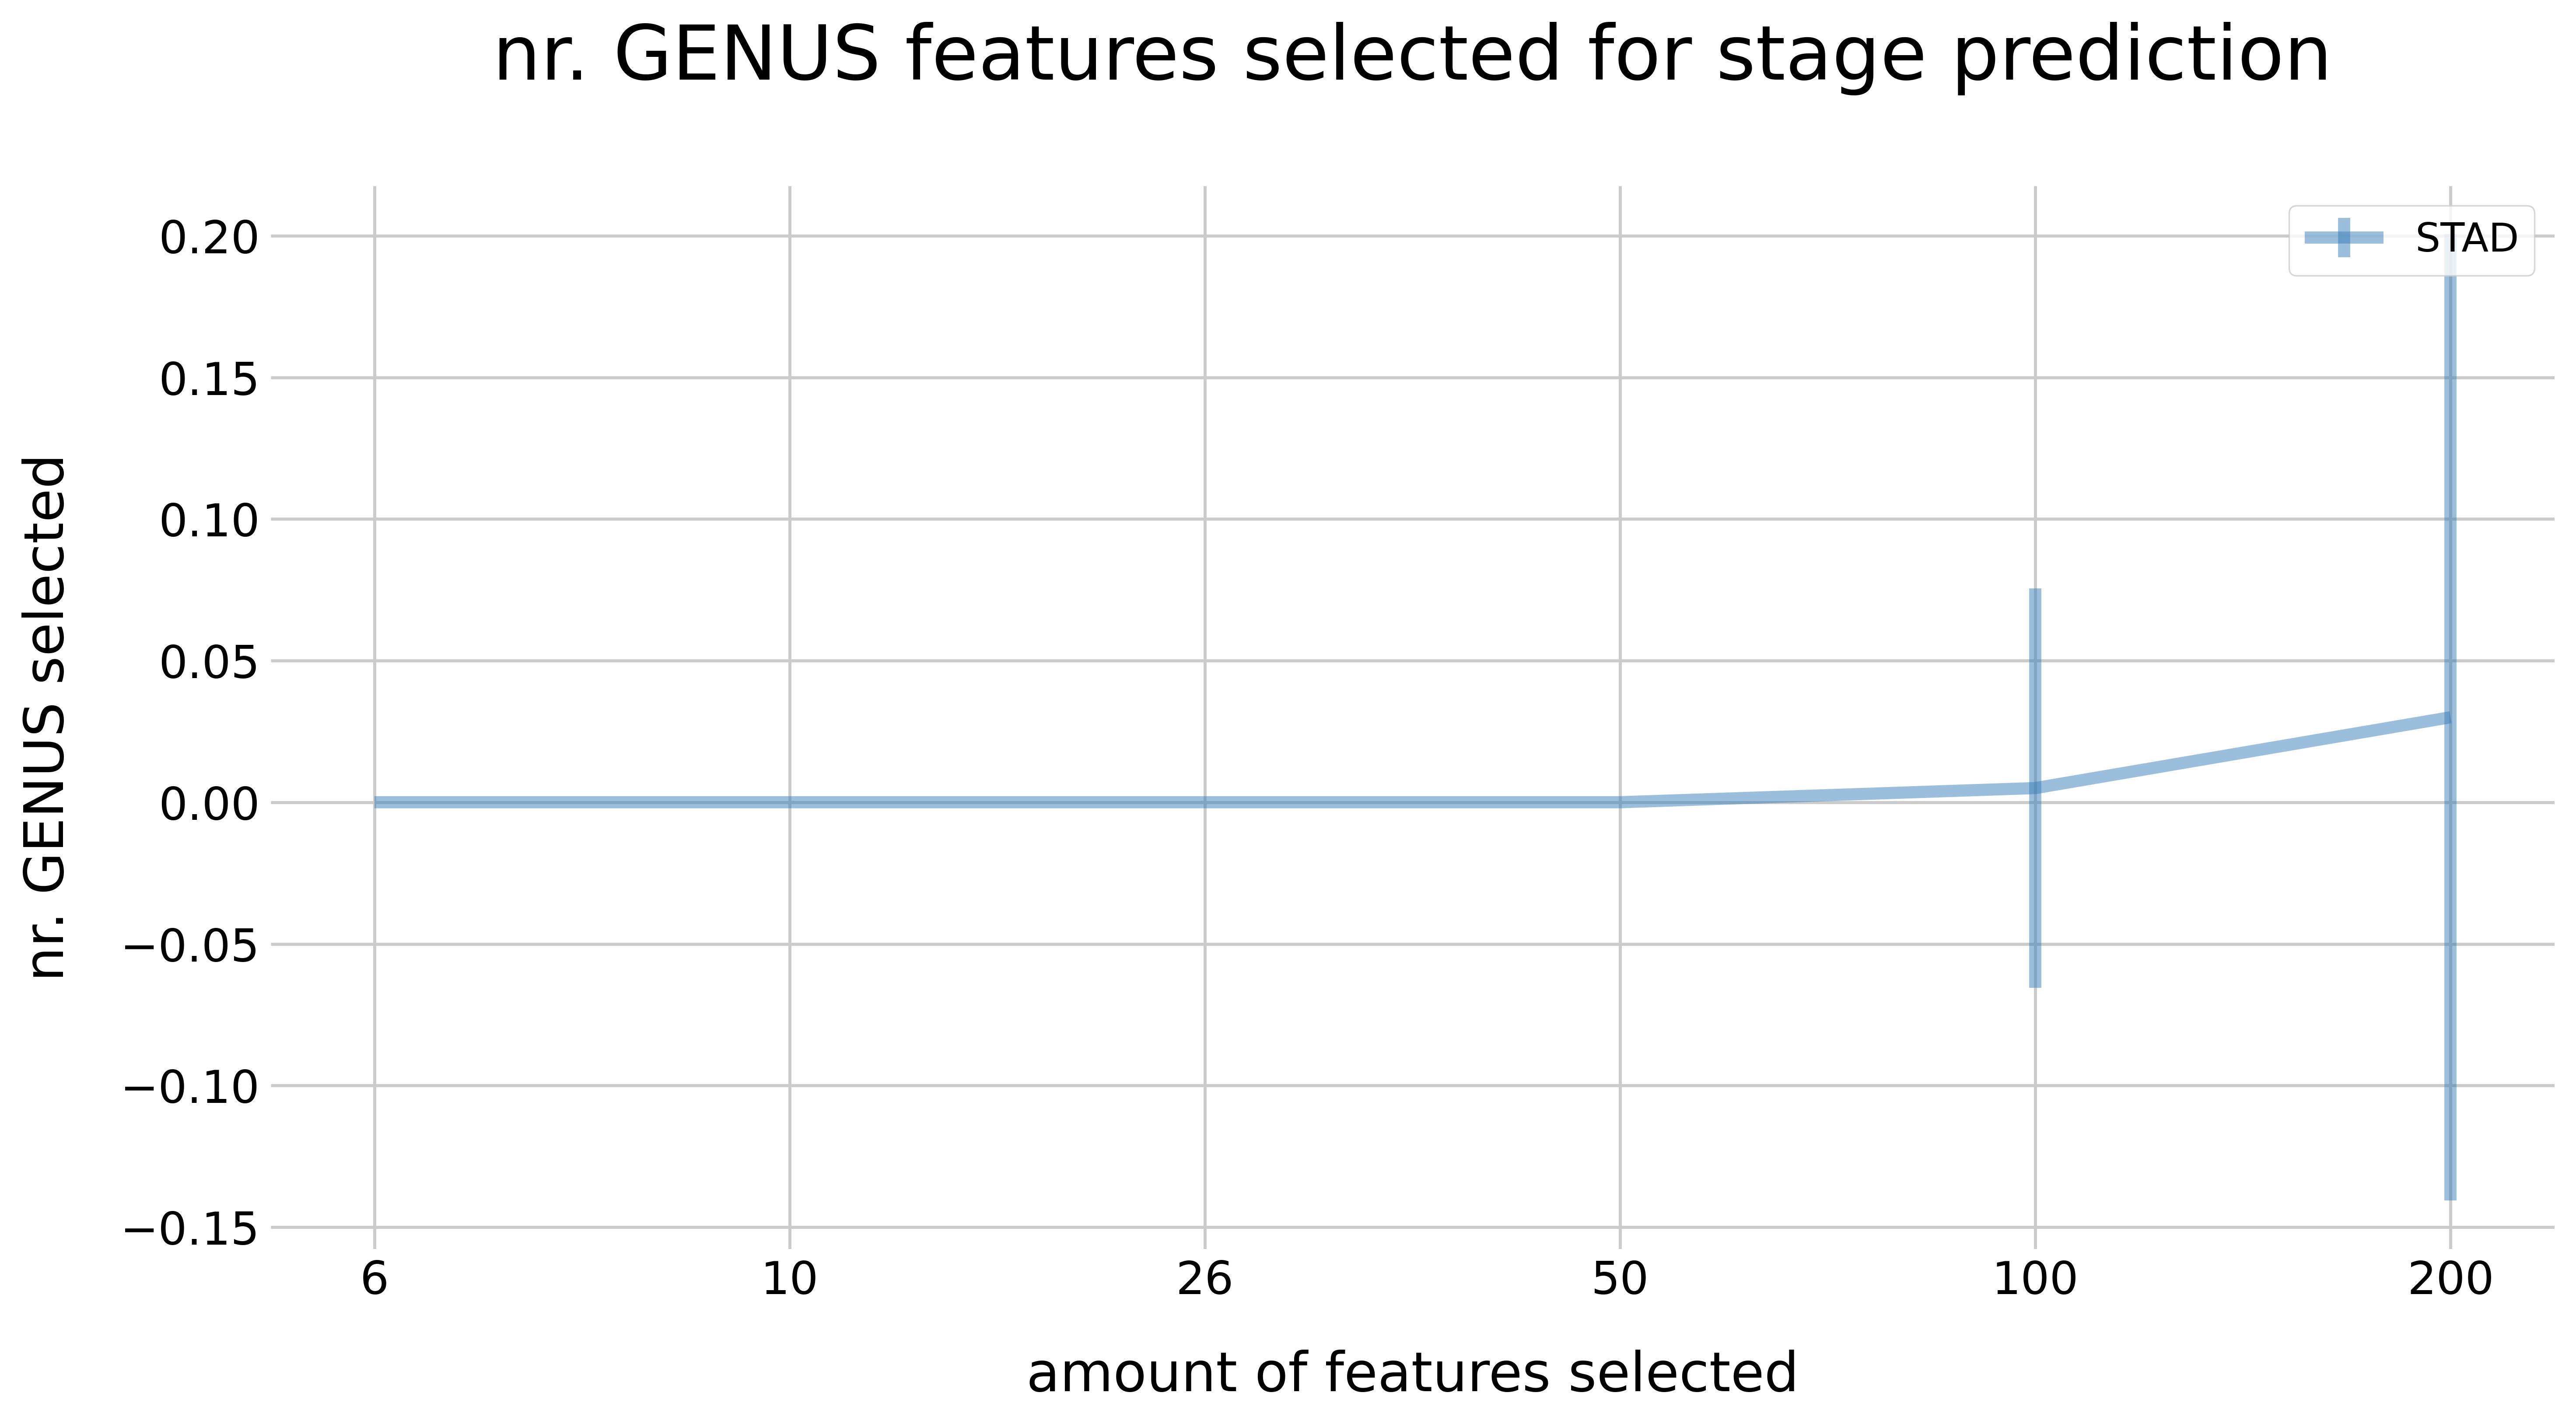 nr. GENUS features selected for stage prediction
STAD
nr. GENUS selected
0.20
0.15
0.10
0.05
0.00
−0.05
−0.10
−0.15
6 10 26 50 100 200
amount of features selected